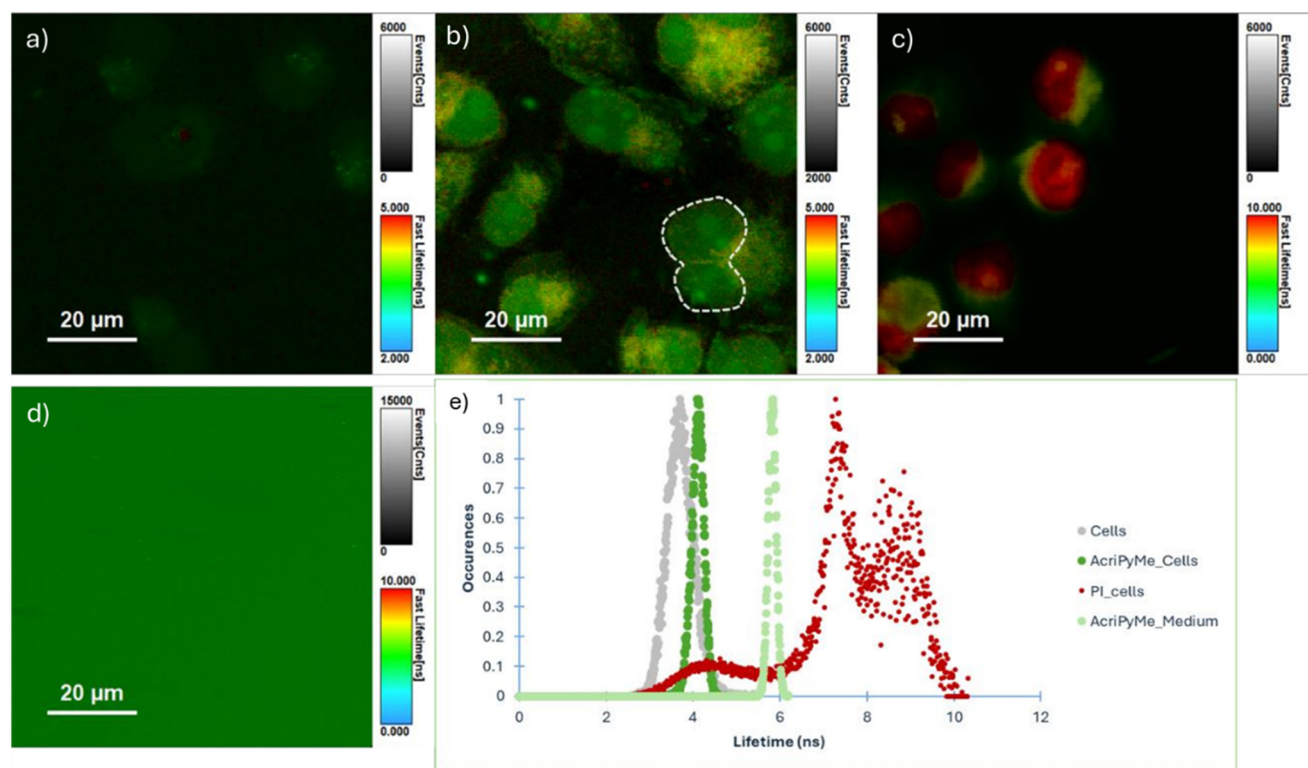 a)
6000
Events[Cnts]
0
5.000
Fast Lifetime[ns]
2.000
20 µm
b)
6000
Events[Cnts]
2000
5.000
Fast Lifetime[ns]
2.000
20 µm
c)
6000
Events[Cnts]
0
10.000
Fast Lifetime[ns]
0.000
20 µm
d)
15000
Events[Cnts]
0
10.000
Fast Lifetime[ns]
0.000
20 µm
e)
1
0.9
0.8
0.7
0.6
0.5
0.4
0.3
0.2
0.1
0
Occurences
0 2 4 6 8 10 12
Lifetime (ns)
Cells
AcriPyMe_Cells
PI_cells
AcriPyMe_Medium